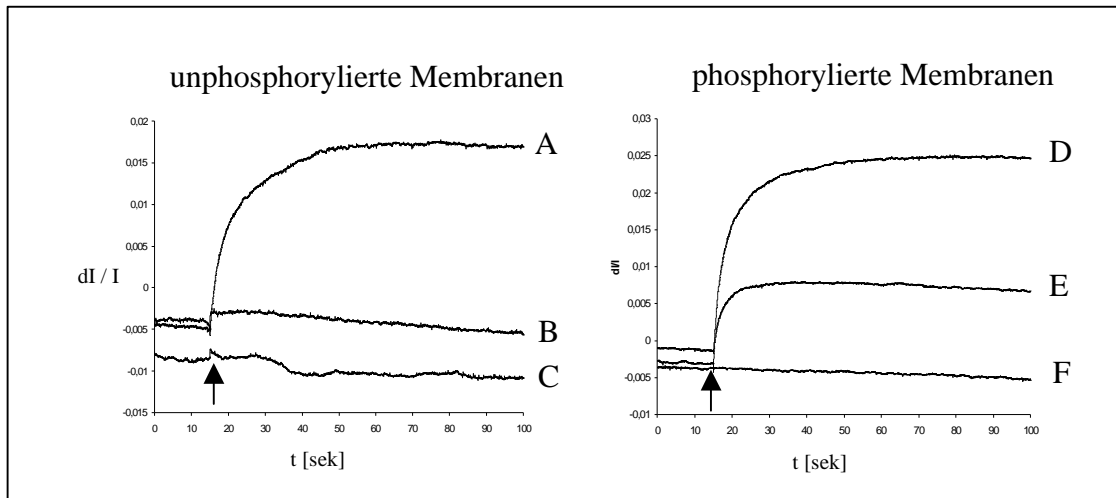 unphosphorylierte Membranen
0,02
0,015
0,01
0,005
0
-0,005
-0,01
-0,015
dI / I
0 10 20 30 40 50 60 70 80 90 100
t [sek]
A
B
C
phosphorylierte Membranen
0,03
0,025
0,02
0,015
0,01
0,005
0
-0,005
-0,01
dI/I
0 10 20 30 40 50 60 70 80 90 100
t [sek]
D
E
F